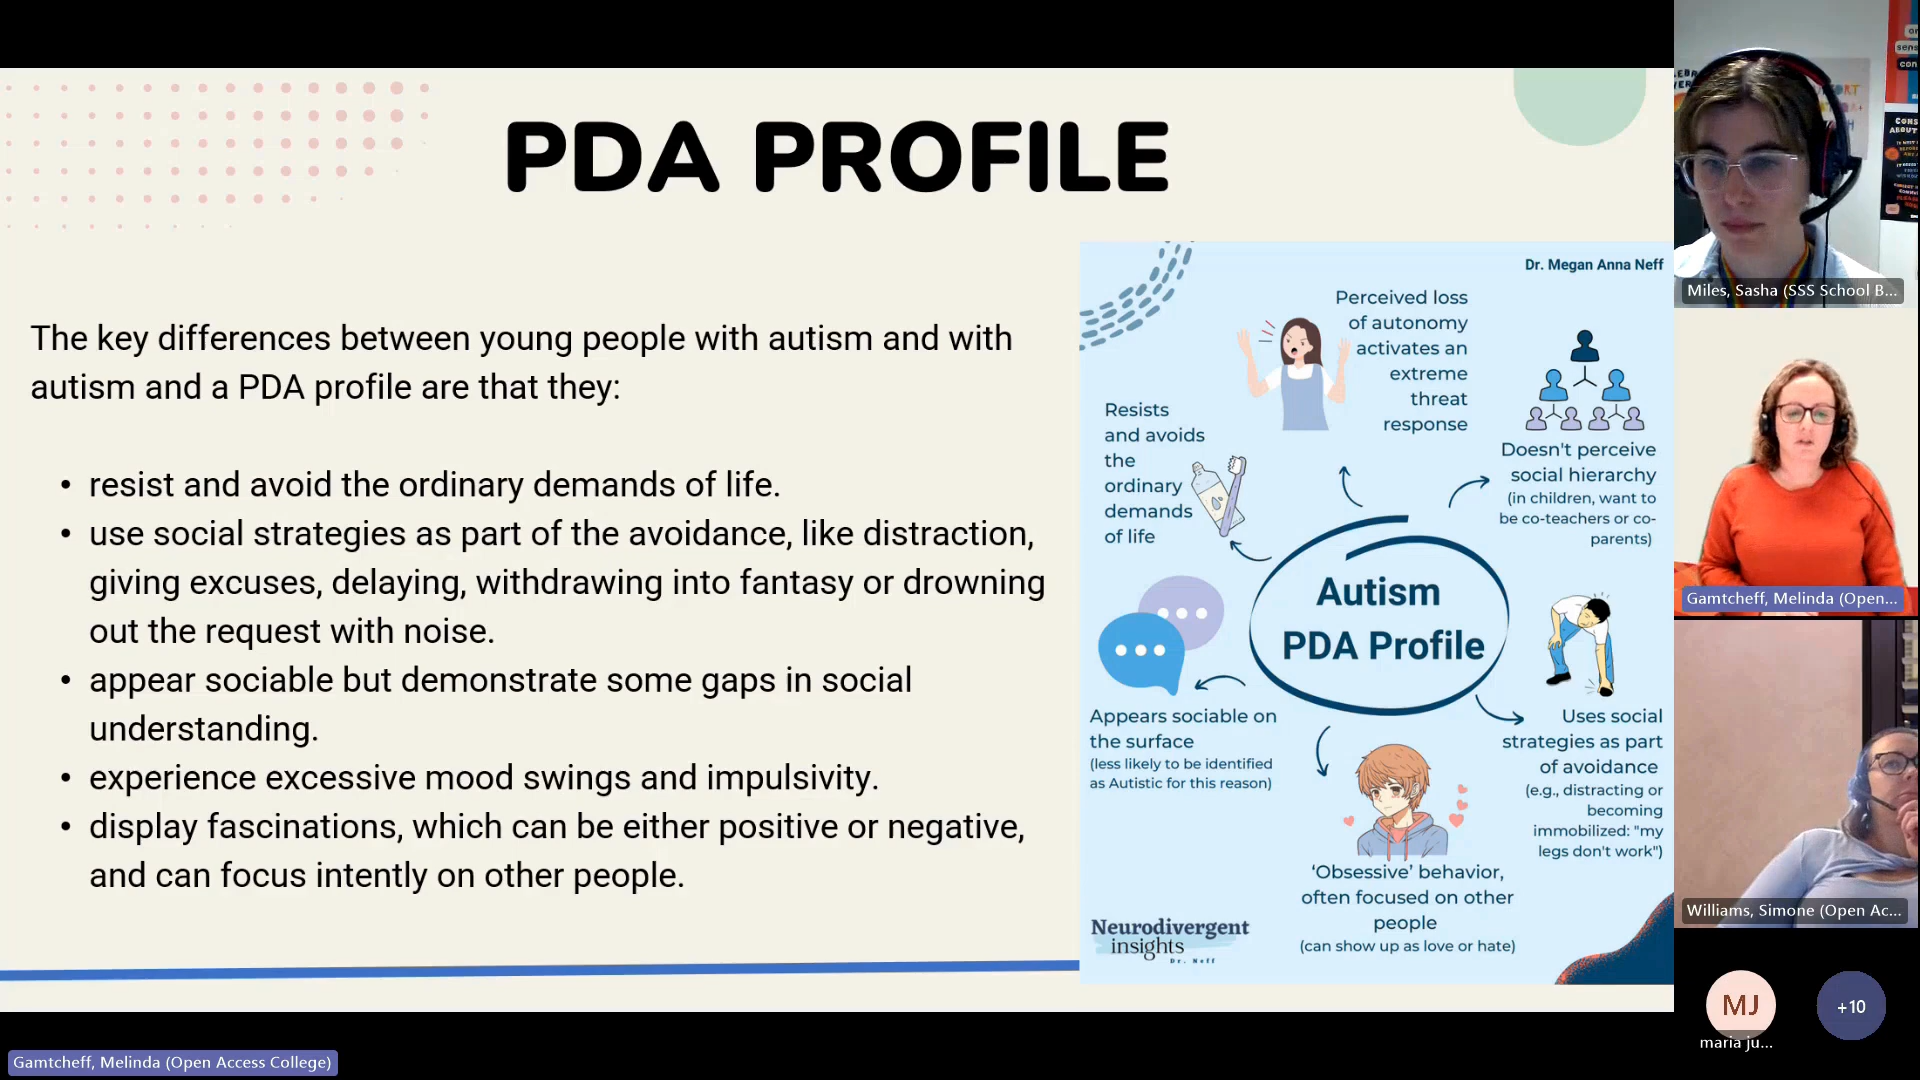 PDA PROFILE
The key differences between young people with autism and with
autism and a PDA profile are that they:
• resist and avoid the ordinary demands of life.
• use social strategies as part of the avoidance, like distraction,
giving excuses, delaying, withdrawing into fantasy or drowning
out the request with noise.
• appear sociable but demonstrate some gaps in social
understanding.
• experience excessive mood swings and impulsivity.
• display fascinations, which can be either positive or negative,
and can focus intently on other people.
Dr. Megan Anna Neff
Perceived loss
of autonomy
activates an
extreme
threat
response
Resists
and avoids
the
ordinary
demands
of life
Doesn't perceive
social hierarchy
(in children, want to
be co-teachers or co-
parents)
Autism
PDA Profile
Appears sociable on
the surface
(less likely to be identified
as Autistic for this reason)
Uses social
strategies as part
of avoidance
(e.g., distracting or
becoming
immobilized: "my
legs don't work")
‘Obsessive’ behavior,
often focused on other
people
(can show up as love or hate)
Neurodivergent
insights
Dr. Neff
Miles, Sasha (SSS School B...
Gamtcheff, Melinda (Open...
Williams, Simone (Open Ac...
MJ
+10
maria ju...
Gamtcheff, Melinda (Open Access College)